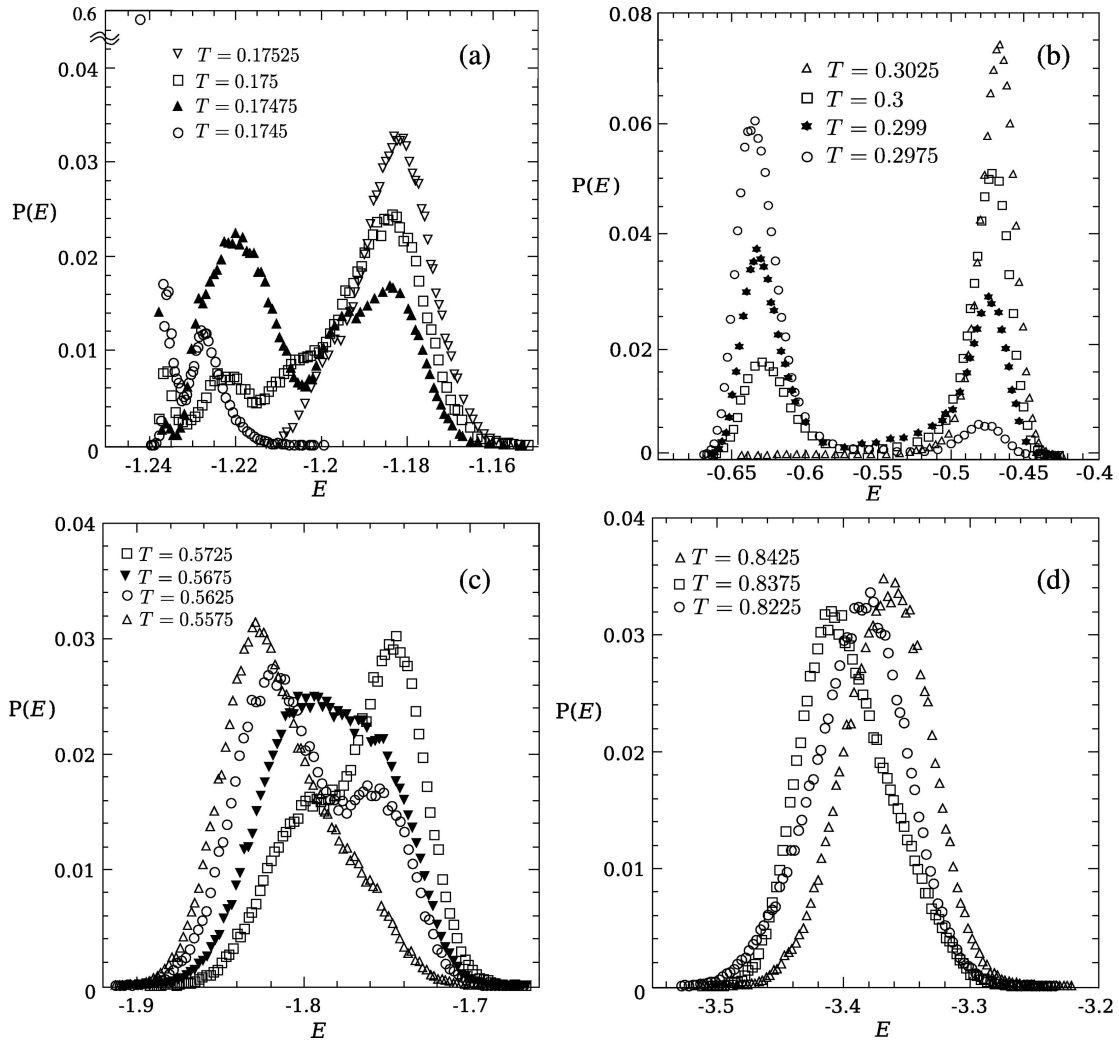 0.6
(a)
T = 0.17525
T = 0.175
T = 0.17475
T = 0.1745
0.04
0.03
P(E)
0.02
0.01
0
-1.24
-1.22
-1.2
-1.18
-1.16
E
0.08
(b)
T = 0.3025
T = 0.3
T = 0.299
T = 0.2975
0.06
P(E)
0.04
0.02
0
-0.65
-0.6
-0.55
-0.5
-0.45
-0.4
E
0.04
(c)
T = 0.5725
T = 0.5675
T = 0.5625
T = 0.5575
0.03
P(E)
0.02
0.01
0
-1.9
-1.8
-1.7
E
0.04
(d)
T = 0.8425
T = 0.8375
T = 0.8225
0.03
P(E)
0.02
0.01
0
-3.5
-3.4
-3.3
-3.2
E